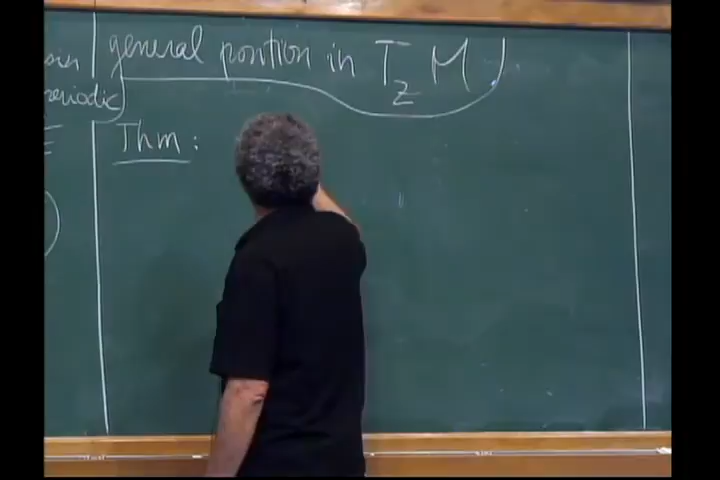 general position in T_z M.
periodic
Thm: